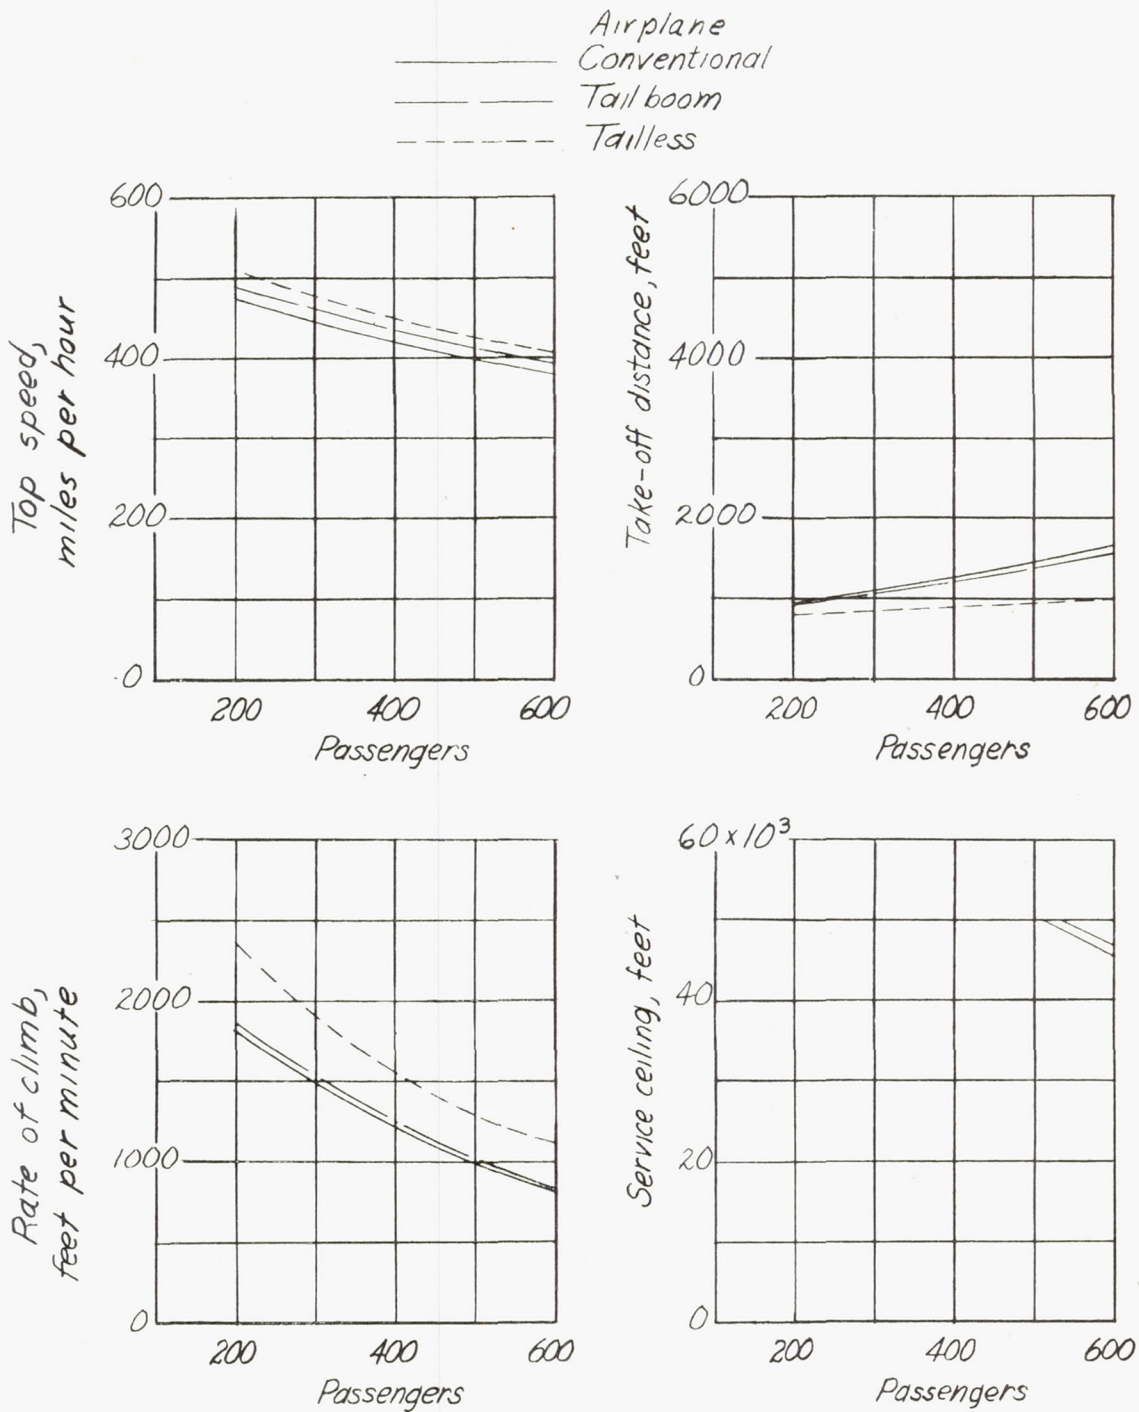 Airplane
Conventional
Tail boom
Tailless
600
400
200
0
Top speed,
miles per hour
200 400 600
Passengers
6000
4000
2000
0
Take-off distance, feet
200 400 600
Passengers
3000
2000
1000
0
Rate of climb,
feet per minute
200 400 600
Passengers
60 x 10³
40
20
0
Service ceiling, feet
200 400 600
Passengers